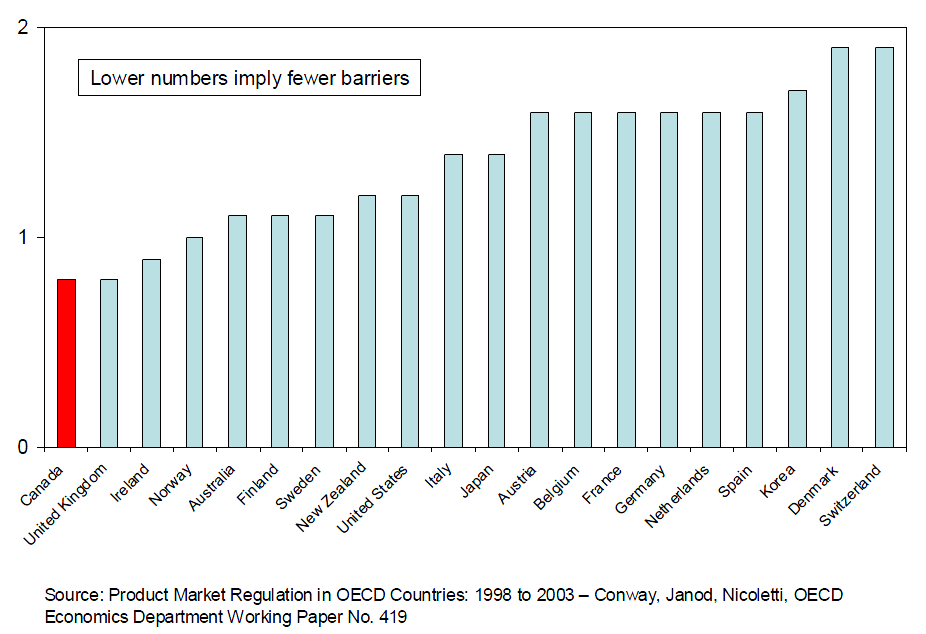 2
Lower numbers imply fewer barriers
1
0
Canada
United Kingdom
Ireland
Norway
Australia
Finland
Sweden
New Zealand
United States
Italy
Japan
Austria
Belgium
France
Germany
Netherlands
Spain
Korea
Denmark
Switzerland
Source: Product Market Regulation in OECD Countries: 1998 to 2003 – Conway, Janod, Nicoletti, OECD
Economics Department Working Paper No. 419